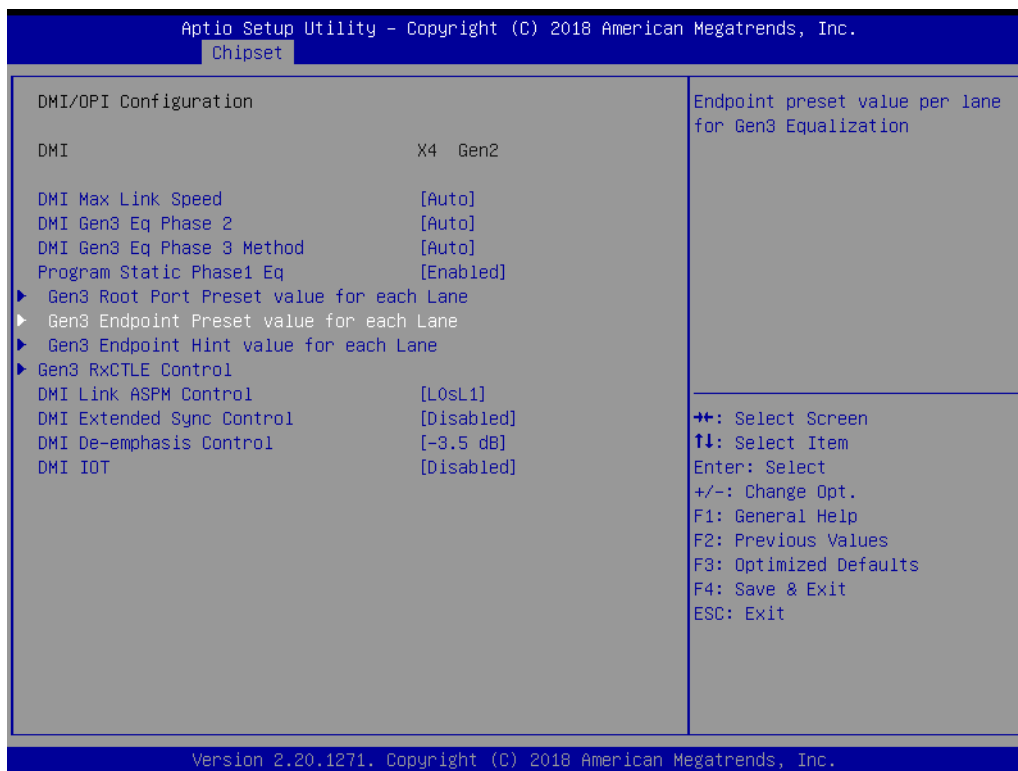 Aptio Setup Utility – Copyright (C) 2018 American Megatrends, Inc.
Chipset
DMI/OPI Configuration
DMI X4 Gen2
DMI Max Link Speed [Auto]
DMI Gen3 Eq Phase 2 [Auto]
DMI Gen3 Eq Phase 3 Method [Auto]
Program Static Phase1 Eq [Enabled]
Gen3 Root Port Preset value for each Lane
Gen3 Endpoint Preset value for each Lane
Gen3 Endpoint Hint value for each Lane
Gen3 RxCTLE Control
DMI Link ASPM Control [L0sL1]
DMI Extended Sync Control [Disabled]
DMI De-emphasis Control [-3.5 dB]
DMI IOT [Disabled]
Endpoint preset value per lane
for Gen3 Equalization
→←: Select Screen
↑↓: Select Item
Enter: Select
+/-: Change Opt.
F1: General Help
F2: Previous Values
F3: Optimized Defaults
F4: Save & Exit
ESC: Exit
Version 2.20.1271. Copyright (C) 2018 American Megatrends, Inc.